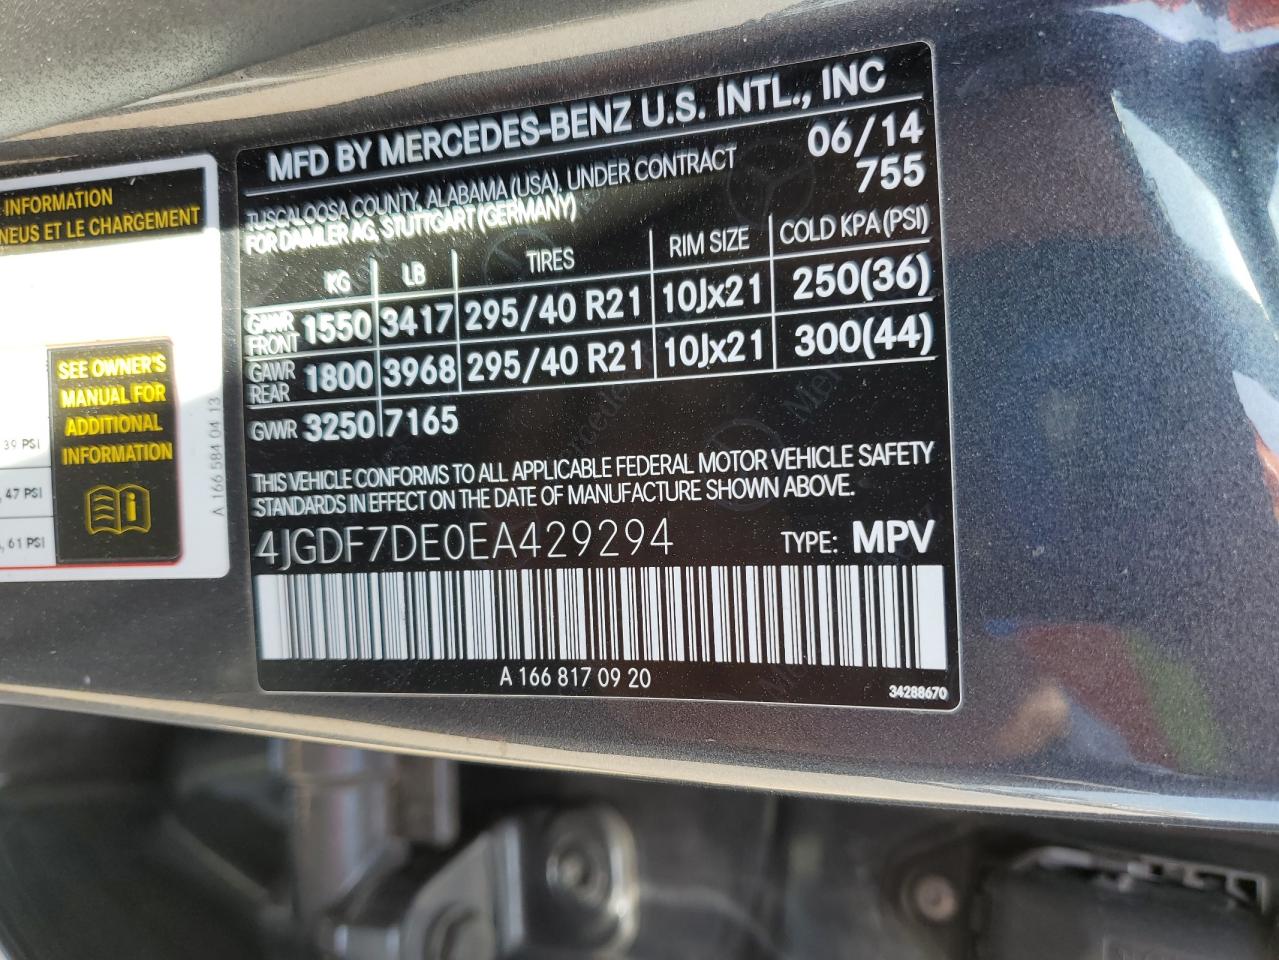 MFD BY MERCEDES-BENZ U.S. INTL., INC
TUSCALOOSA COUNTY, ALABAMA (USA), UNDER CONTRACT
FOR DAIMLER AG, STUTTGART (GERMANY)
06/14
755
KG LB TIRES RIM SIZE COLD KPA (PSI)
GAWR FRONT 1550 3417 295/40 R21 10Jx21 250(36)
GAWR REAR 1800 3968 295/40 R21 10Jx21 300(44)
GVWR 3250 7165
THIS VEHICLE CONFORMS TO ALL APPLICABLE FEDERAL MOTOR VEHICLE SAFETY
STANDARDS IN EFFECT ON THE DATE OF MANUFACTURE SHOWN ABOVE.
4JGDF7DE0EA429294 TYPE: MPV
A 166 817 09 20
34288670
INFORMATION
NEUS ET LE CHARGEMENT
SEE OWNER'S
MANUAL FOR
ADDITIONAL
INFORMATION
39 PSI
, 47 PSI
, 61 PSI
A 166 584 04 13